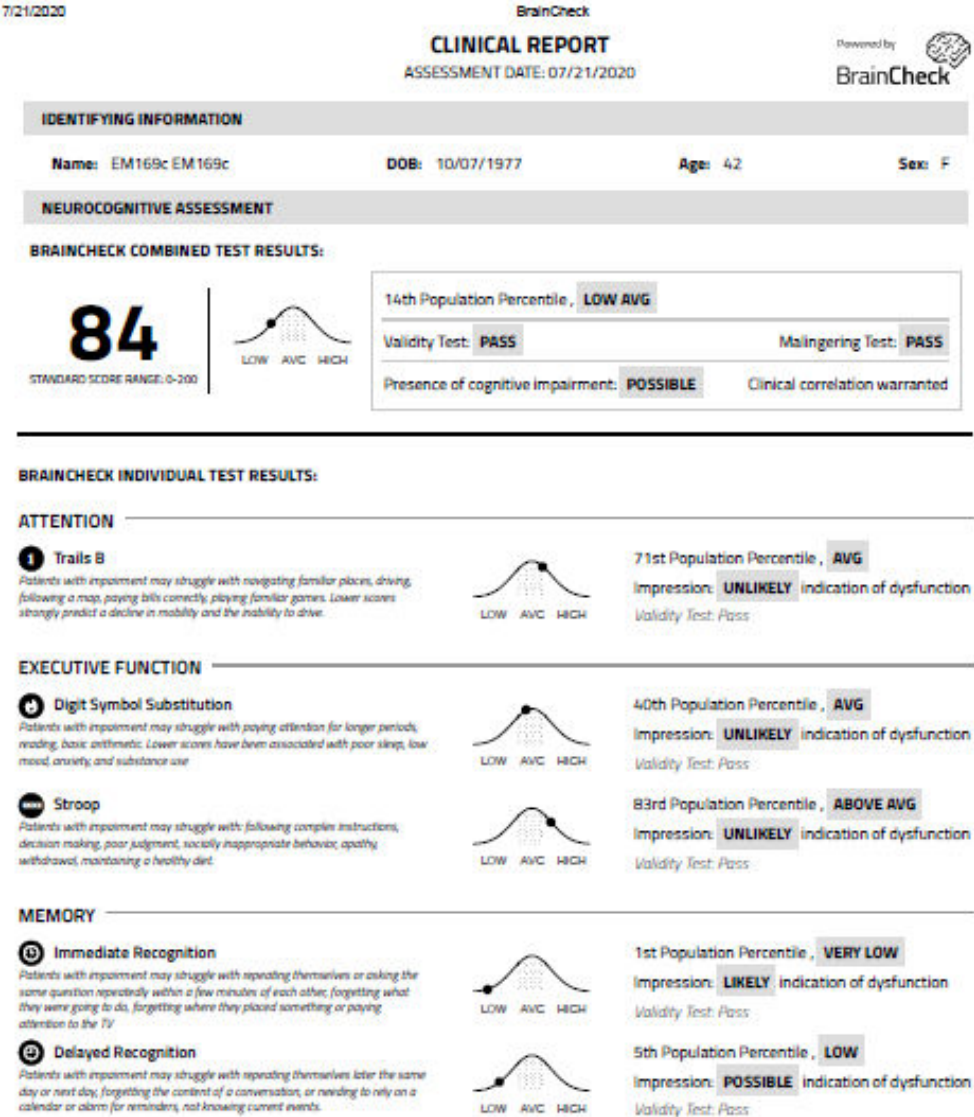 7/21/2020 BrainCheck
CLINICAL REPORT
ASSESSMENT DATE: 07/21/2020
Powered by
BrainCheck
IDENTIFYING INFORMATION
Name: EM169c EM169c DOB: 10/07/1977 Age: 42 Sex: F
NEUROCOGNITIVE ASSESSMENT
BRAINCHECK COMBINED TEST RESULTS:
84
STANDARD SCORE RANGE: 0-200
LOW AVG HIGH
14th Population Percentile , LOW AVG
Validity Test: PASS Malingering Test: PASS
Presence of cognitive impairment: POSSIBLE Clinical correlation warranted
BRAINCHECK INDIVIDUAL TEST RESULTS:
ATTENTION
Trails B
Patients with impairment may struggle with navigating familiar places, driving,
following a map, paying bills correctly, playing familiar games. Lower scores
strongly predict a decline in mobility and the inability to drive.
LOW AVG HIGH
71st Population Percentile , AVG
Impression: UNLIKELY indication of dysfunction
Validity Test: Pass
EXECUTIVE FUNCTION
Digit Symbol Substitution
Patients with impairment may struggle with paying attention for longer periods,
reading, basic arithmetic. Lower scores have been associated with poor sleep, low
mood, anxiety, and substance use
LOW AVG HIGH
40th Population Percentile , AVG
Impression: UNLIKELY indication of dysfunction
Validity Test: Pass
Stroop
Patients with impairment may struggle with: following complex instructions,
decision making, poor judgment, socially inappropriate behavior, apathy,
withdrawal, maintaining a healthy diet.
LOW AVG HIGH
83rd Population Percentile , ABOVE AVG
Impression: UNLIKELY indication of dysfunction
Validity Test: Pass
MEMORY
Immediate Recognition
Patients with impairment may struggle with repeating themselves or asking the
same question repeatedly within a few minutes of each other, forgetting what
they were going to do, forgetting where they placed something or paying
attention to the TV
LOW AVG HIGH
1st Population Percentile , VERY LOW
Impression: LIKELY indication of dysfunction
Validity Test: Pass
Delayed Recognition
Patients with impairment may struggle with repeating themselves later the same
day or next day, forgetting the content of a conversation, or needing to rely on a
calendar or alarm for reminders, not knowing current events.
LOW AVG HIGH
5th Population Percentile , LOW
Impression: POSSIBLE indication of dysfunction
Validity Test: Pass